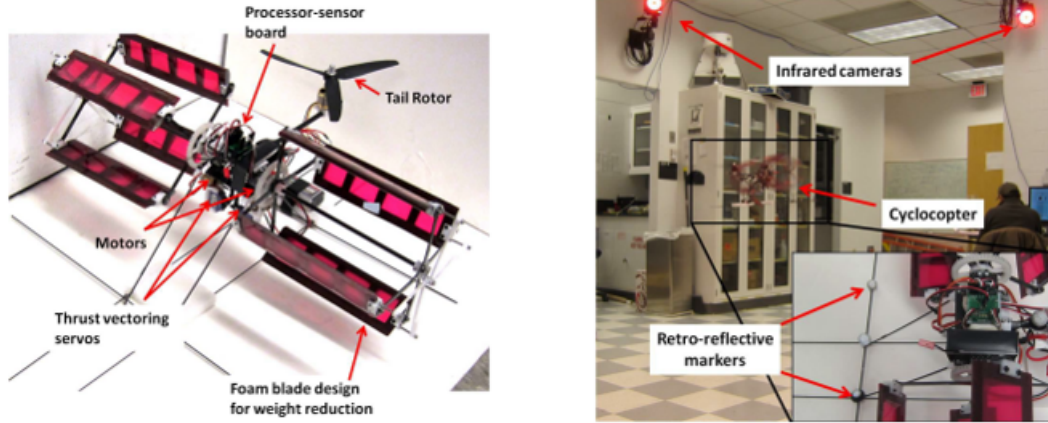 Processor-sensor
board
Tail Rotor
Motors
Thrust vectoring
servos
Foam blade design
for weight reduction
Infrared cameras
Cyclocopter
Retro-reflective
markers